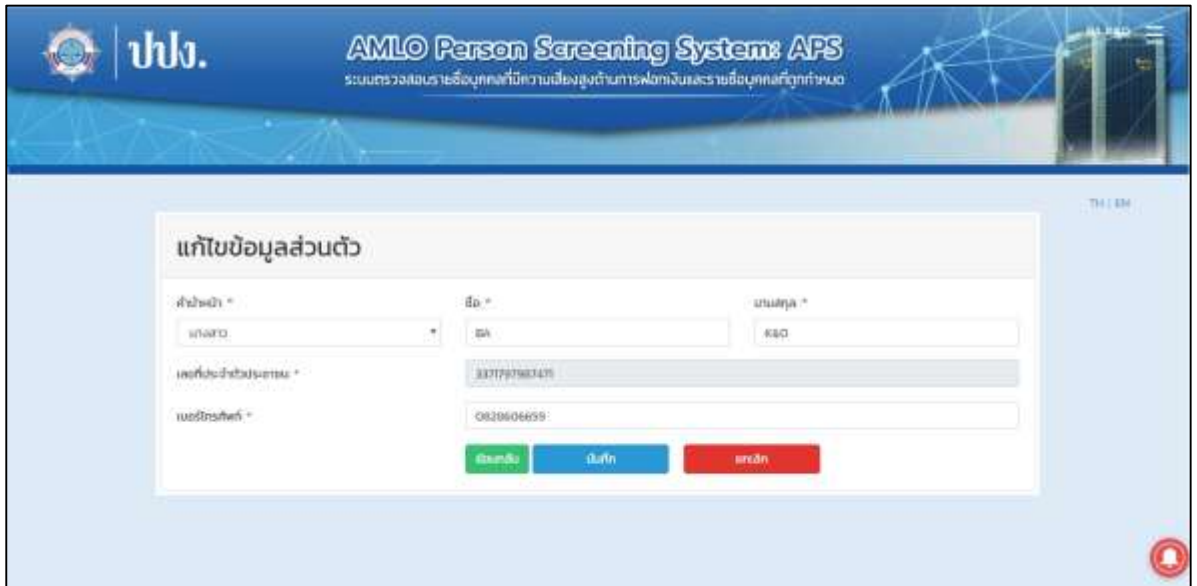 ปปง.
AMLO Person Screening System: APS
ระบบตรวจสอบรายชื่อบุคคลที่มีความเสี่ยงสูงด้านการฟอกเงินและรายชื่อบุคคลที่ถูกกำหนด
TH | EN
แก้ไขข้อมูลส่วนตัว
คำนำหน้า * ชื่อ * นามสกุล *
นางสาว BA K&O
เลขที่ประจำตัวประชาชน * 3371797987471
เบอร์โทรศัพท์ * 0828606659
ย้อนกลับ บันทึก ยกเลิก